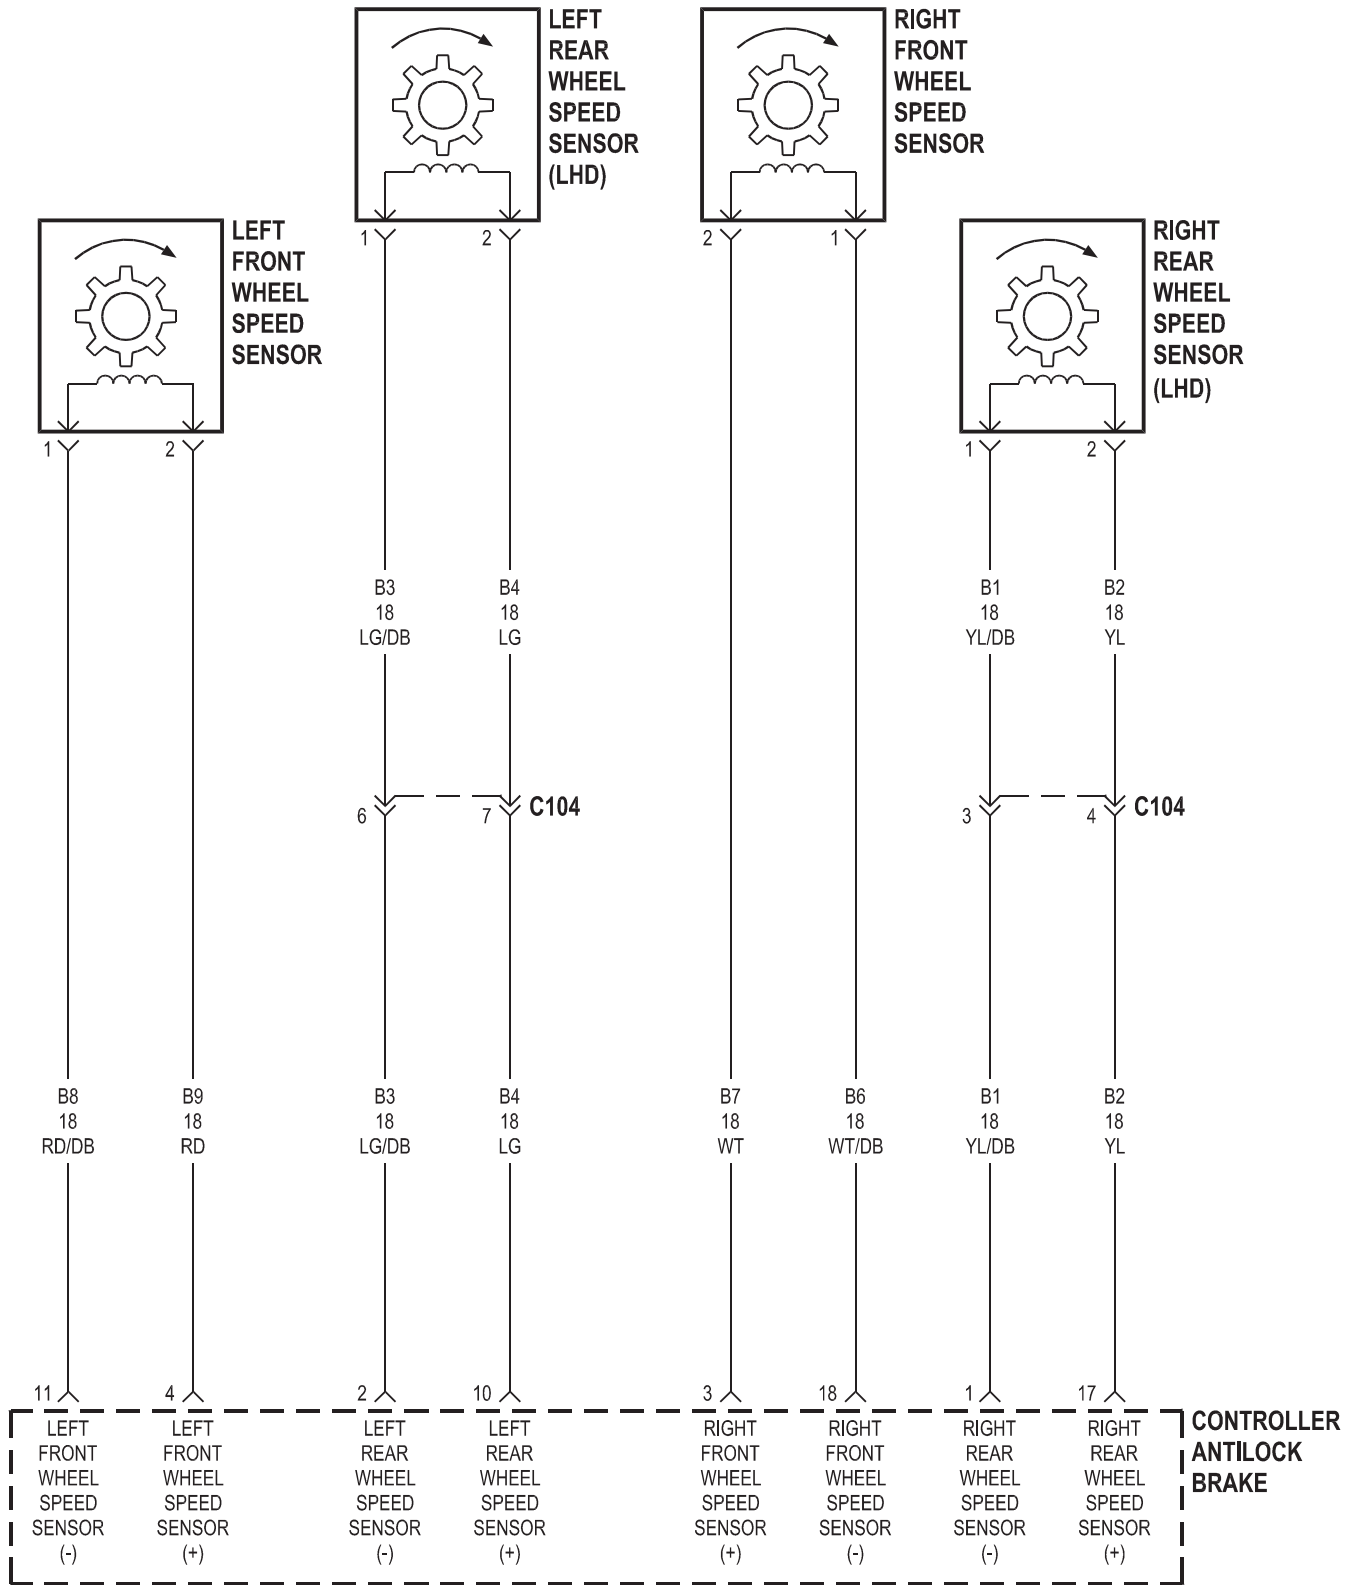 LEFT
REAR
WHEEL
SPEED
SENSOR
(LHD)
RIGHT
FRONT
WHEEL
SPEED
SENSOR
1
2
2
1
LEFT
FRONT
WHEEL
SPEED
SENSOR
RIGHT
REAR
WHEEL
SPEED
SENSOR
(LHD)
1
2
1
2
B3
18
LG/DB
B4
18
LG
B1
18
YL/DB
B2
18
YL
6
7
C104
3
4
C104
B8
18
RD/DB
B9
18
RD
B3
18
LG/DB
B4
18
LG
B7
18
WT
B6
18
WT/DB
B1
18
YL/DB
B2
18
YL
11
4
2
10
3
18
1
17
LEFT
FRONT
WHEEL
SPEED
SENSOR
(-)
LEFT
FRONT
WHEEL
SPEED
SENSOR
(+)
LEFT
REAR
WHEEL
SPEED
SENSOR
(-)
LEFT
REAR
WHEEL
SPEED
SENSOR
(+)
RIGHT
FRONT
WHEEL
SPEED
SENSOR
(+)
RIGHT
FRONT
WHEEL
SPEED
SENSOR
(-)
RIGHT
REAR
WHEEL
SPEED
SENSOR
(-)
RIGHT
REAR
WHEEL
SPEED
SENSOR
(+)
CONTROLLER
ANTILOCK
BRAKE